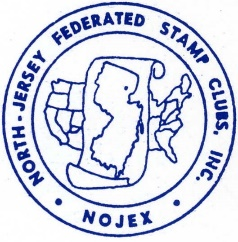 NORTH-JERSEY FEDERATED STAMP CLUBS, INC.
• NOJEX •